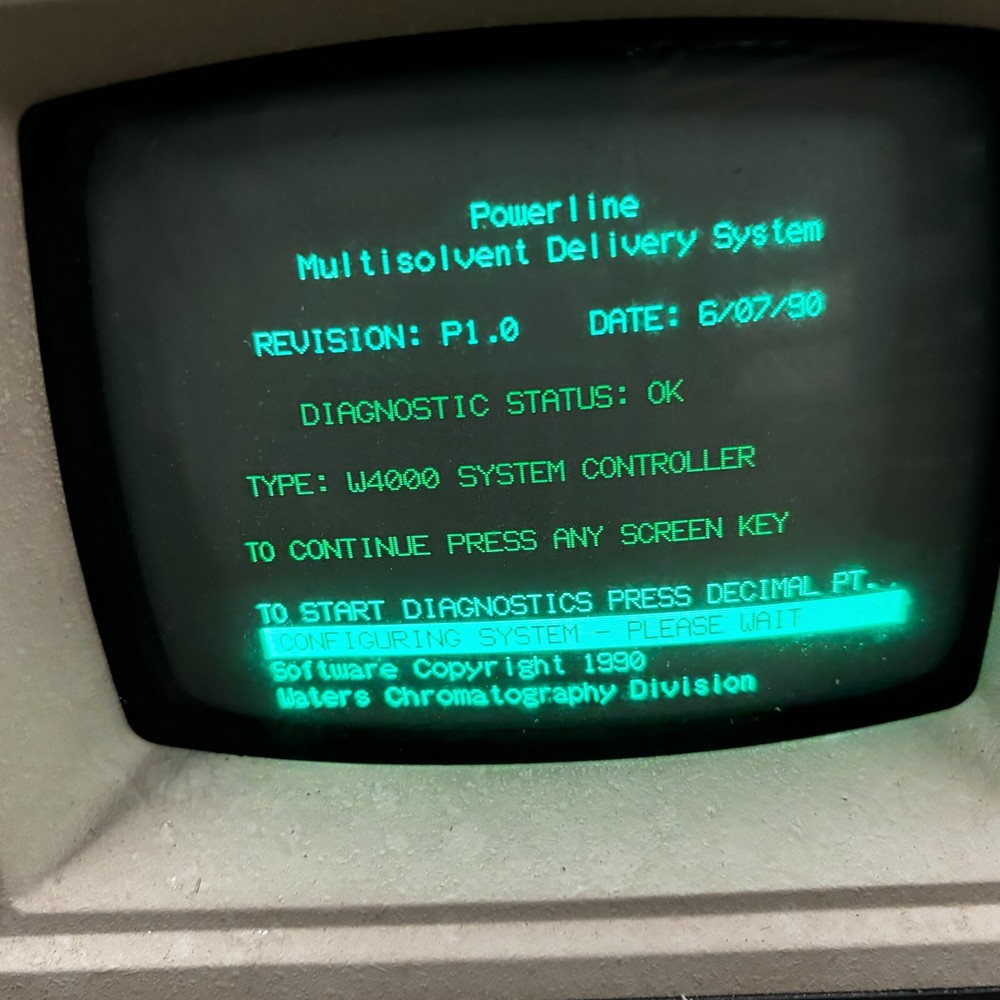 Powerline
Multisolvent Delivery System
REVISION: P1.0 DATE: 6/07/90
DIAGNOSTIC STATUS: OK
TYPE: W4000 SYSTEM CONTROLLER
TO CONTINUE PRESS ANY SCREEN KEY
TO START DIAGNOSTICS PRESS DECIMAL PT.
CONFIGURING SYSTEM - PLEASE WAIT
Software Copyright 1990
Waters Chromatography Division